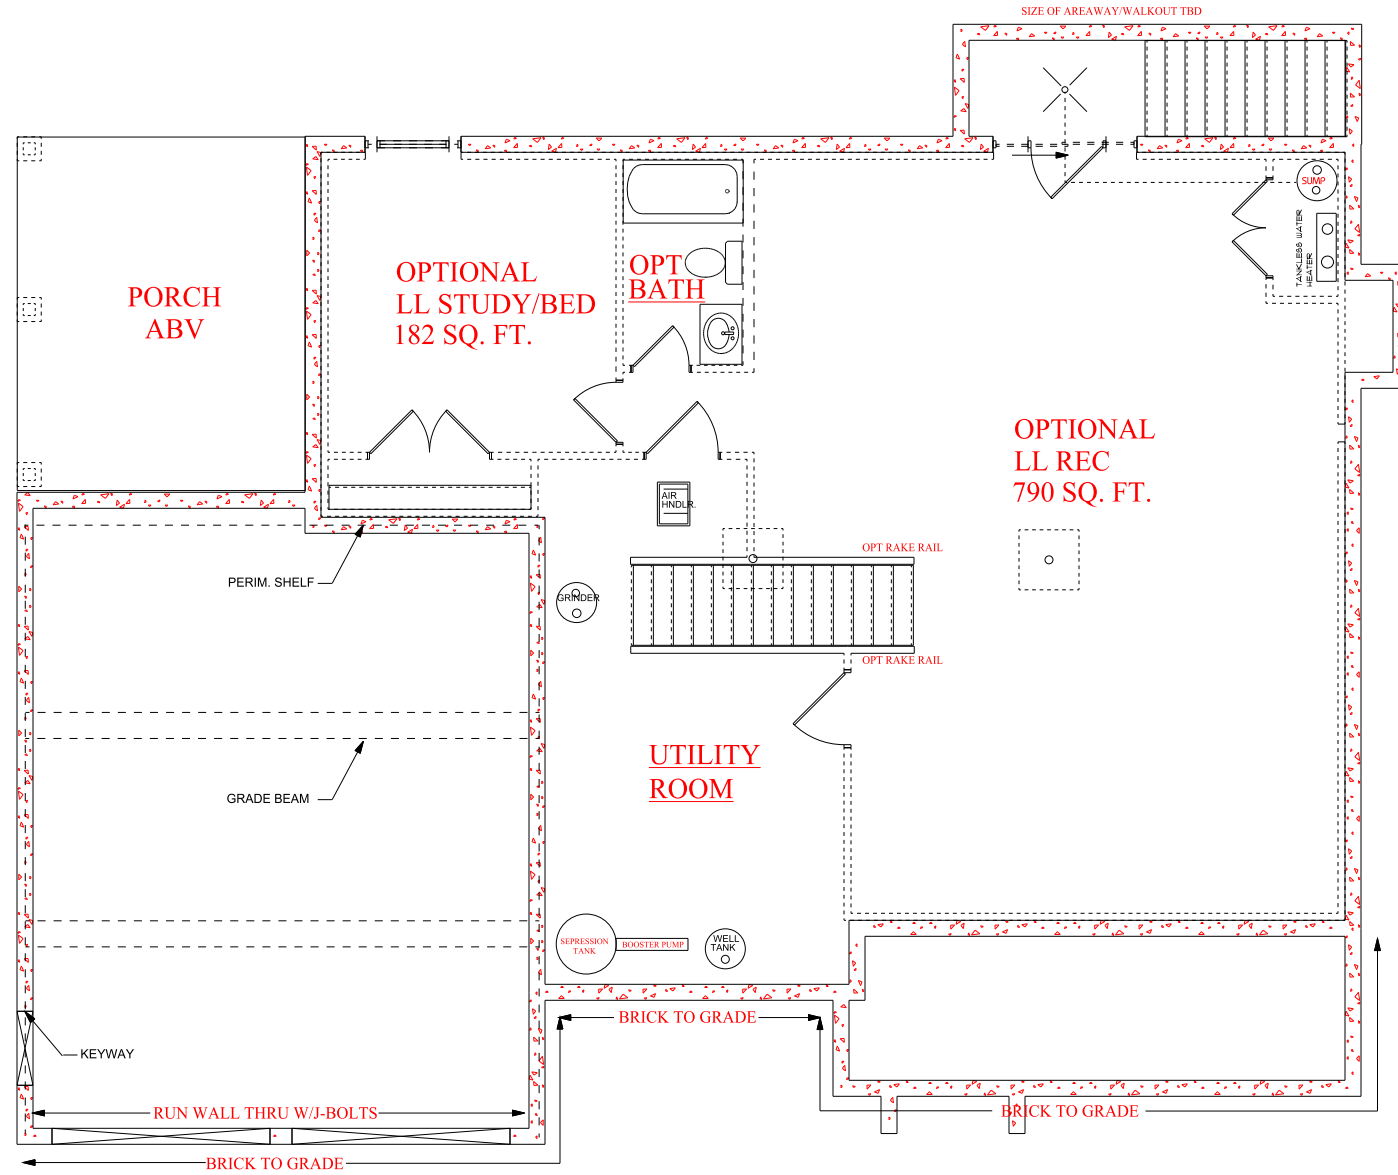 SIZE OF AREAWAY/WALKOUT TBD
SUMP
TANKLESS WATER
HEATER
PORCH
ABV
OPTIONAL
LL STUDY/BED
182 SQ. FT.
OPT
BATH
OPTIONAL
LL REC
790 SQ. FT.
AIR
HNDLR.
OPT RAKE RAIL
PERIM. SHELF
GRINDER
OPT RAKE RAIL
UTILITY
ROOM
GRADE BEAM
SEPRESSION
TANK
BOOSTER PUMP
WELL
TANK
BRICK TO GRADE
KEYWAY
RUN WALL THRU W/J-BOLTS
BRICK TO GRADE
BRICK TO GRADE